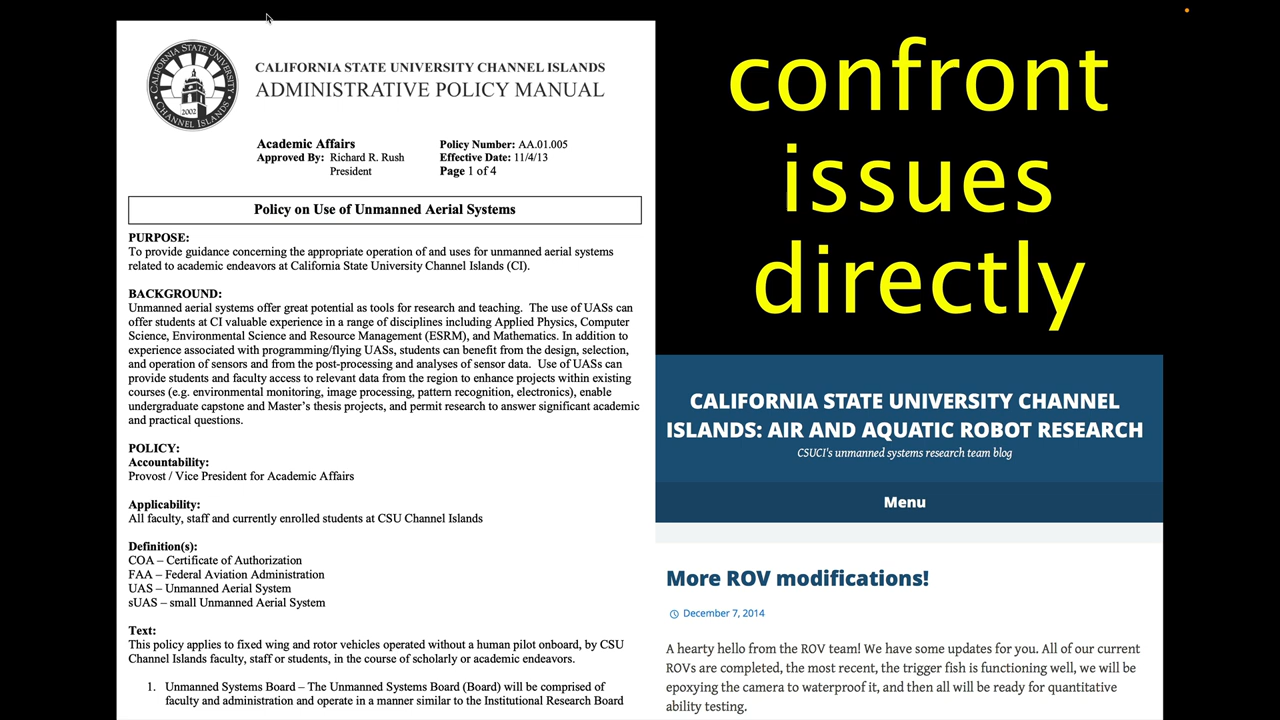 CALIFORNIA STATE UNIVERSITY
CHANNEL ISLANDS
2002
CALIFORNIA STATE UNIVERSITY CHANNEL ISLANDS
ADMINISTRATIVE POLICY MANUAL
Academic Affairs
Approved By: Richard R. Rush
President
Policy Number: AA.01.005
Effective Date: 11/4/13
Page 1 of 4
Policy on Use of Unmanned Aerial Systems
PURPOSE:
To provide guidance concerning the appropriate operation of and uses for unmanned aerial systems
related to academic endeavors at California State University Channel Islands (CI).
BACKGROUND:
Unmanned aerial systems offer great potential as tools for research and teaching. The use of UASs can
offer students at CI valuable experience in a range of disciplines including Applied Physics, Computer
Science, Environmental Science and Resource Management (ESRM), and Mathematics. In addition to
experience associated with programming/flying UASs, students can benefit from the design, selection,
and operation of sensors and from the post-processing and analyses of sensor data. Use of UASs can
provide students and faculty access to relevant data from the region to enhance projects within existing
courses (e.g. environmental monitoring, image processing, pattern recognition, electronics), enable
undergraduate capstone and Master's thesis projects, and permit research to answer significant academic
and practical questions.
POLICY:
Accountability:
Provost / Vice President for Academic Affairs
Applicability:
All faculty, staff and currently enrolled students at CSU Channel Islands
Definition(s):
COA – Certificate of Authorization
FAA – Federal Aviation Administration
UAS – Unmanned Aerial System
sUAS – small Unmanned Aerial System
Text:
This policy applies to fixed wing and rotor vehicles operated without a human pilot onboard, by CSU
Channel Islands faculty, staff or students, in the course of scholarly or academic endeavors.
1. Unmanned Systems Board – The Unmanned Systems Board (Board) will be comprised of
faculty and administration and operate in a manner similar to the Institutional Research Board
confront
issues
directly
CALIFORNIA STATE UNIVERSITY CHANNEL
ISLANDS: AIR AND AQUATIC ROBOT RESEARCH
CSUCI's unmanned systems research team blog
Menu
More ROV modifications!
December 7, 2014
A hearty hello from the ROV team! We have some updates for you. All of our current
ROVs are completed, the most recent, the trigger fish is functioning well, we will be
epoxying the camera to waterproof it, and then all will be ready for quantitative
ability testing.